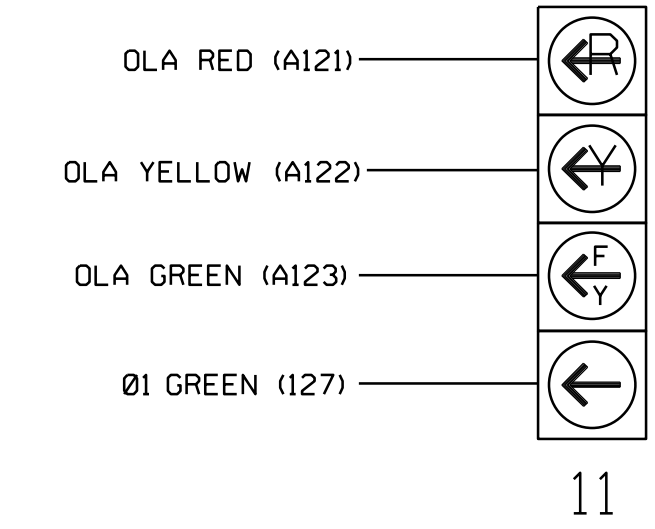 OLA RED (A121)
R
OLA YELLOW (A122)
Y
OLA GREEN (A123)
F
Y
Ø1 GREEN (127)
11